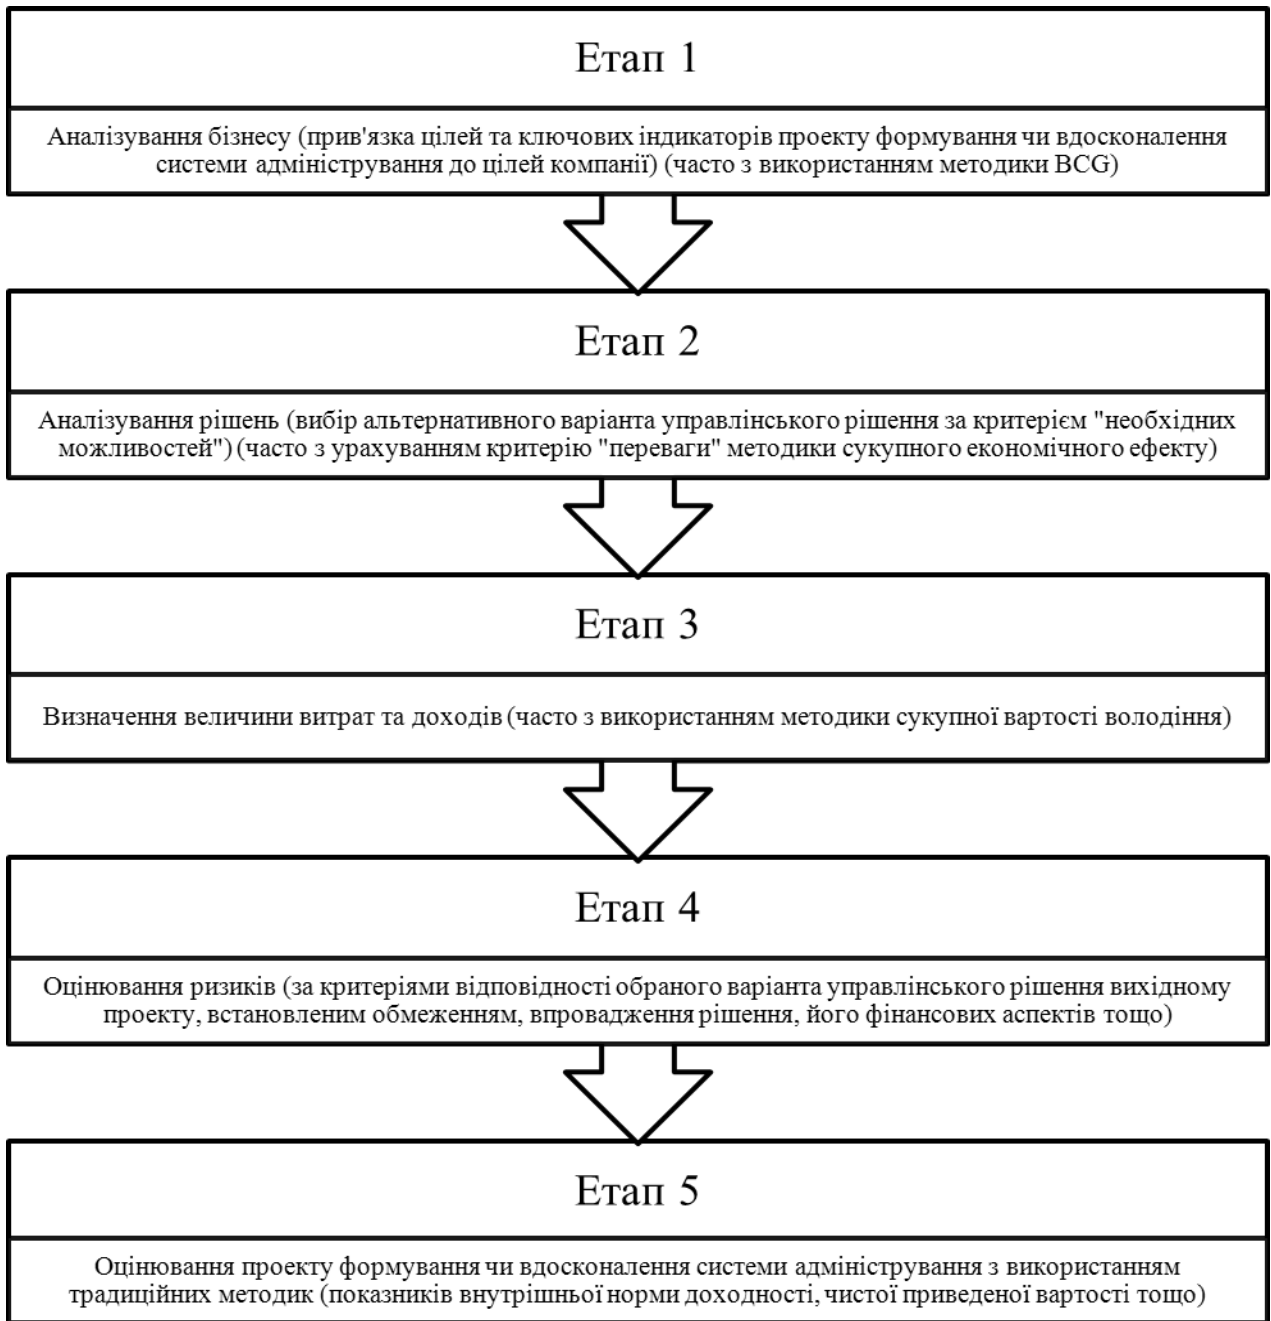 Етап 1
Аналізування бізнесу (прив'язка цілей та ключових індикаторів проекту формування чи вдосконалення
системи адміністрування до цілей компанії) (часто з використанням методики BCG)
Етап 2
Аналізування рішень (вибір альтернативного варіанта управлінського рішення за критерієм "необхідних
можливостей") (часто з урахуванням критерію "переваги" методики сукупного економічного ефекту)
Етап 3
Визначення величини витрат та доходів (часто з використанням методики сукупної вартості володіння)
Етап 4
Оцінювання ризиків (за критеріями відповідності обраного варіанта управлінського рішення вихідному
проекту, встановленим обмеженням, впровадження рішення, його фінансових аспектів тощо)
Етап 5
Оцінювання проекту формування чи вдосконалення системи адміністрування з використанням
традиційних методик (показників внутрішньої норми доходності, чистої приведеної вартості тощо)